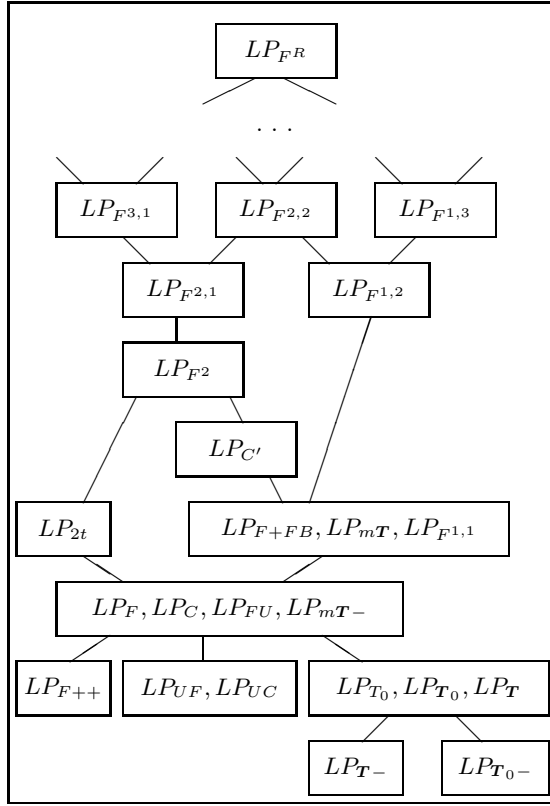 LP_{F^R}
. . .
LP_{F^{3,1}} LP_{F^{2,2}} LP_{F^{1,3}}
LP_{F^{2,1}} LP_{F^{1,2}}
LP_{F^2}
LP_{C'}
LP_{2t} LP_{F+FB}, LP_{mT}, LP_{F^{1,1}}
LP_F, LP_C, LP_{FU}, LP_{mT-}
LP_{F++} LP_{UF}, LP_{UC} LP_{T_0}, LP_{𝑻_0}, LP_𝑻
LP_{𝑻-} LP_{𝑻_0-}